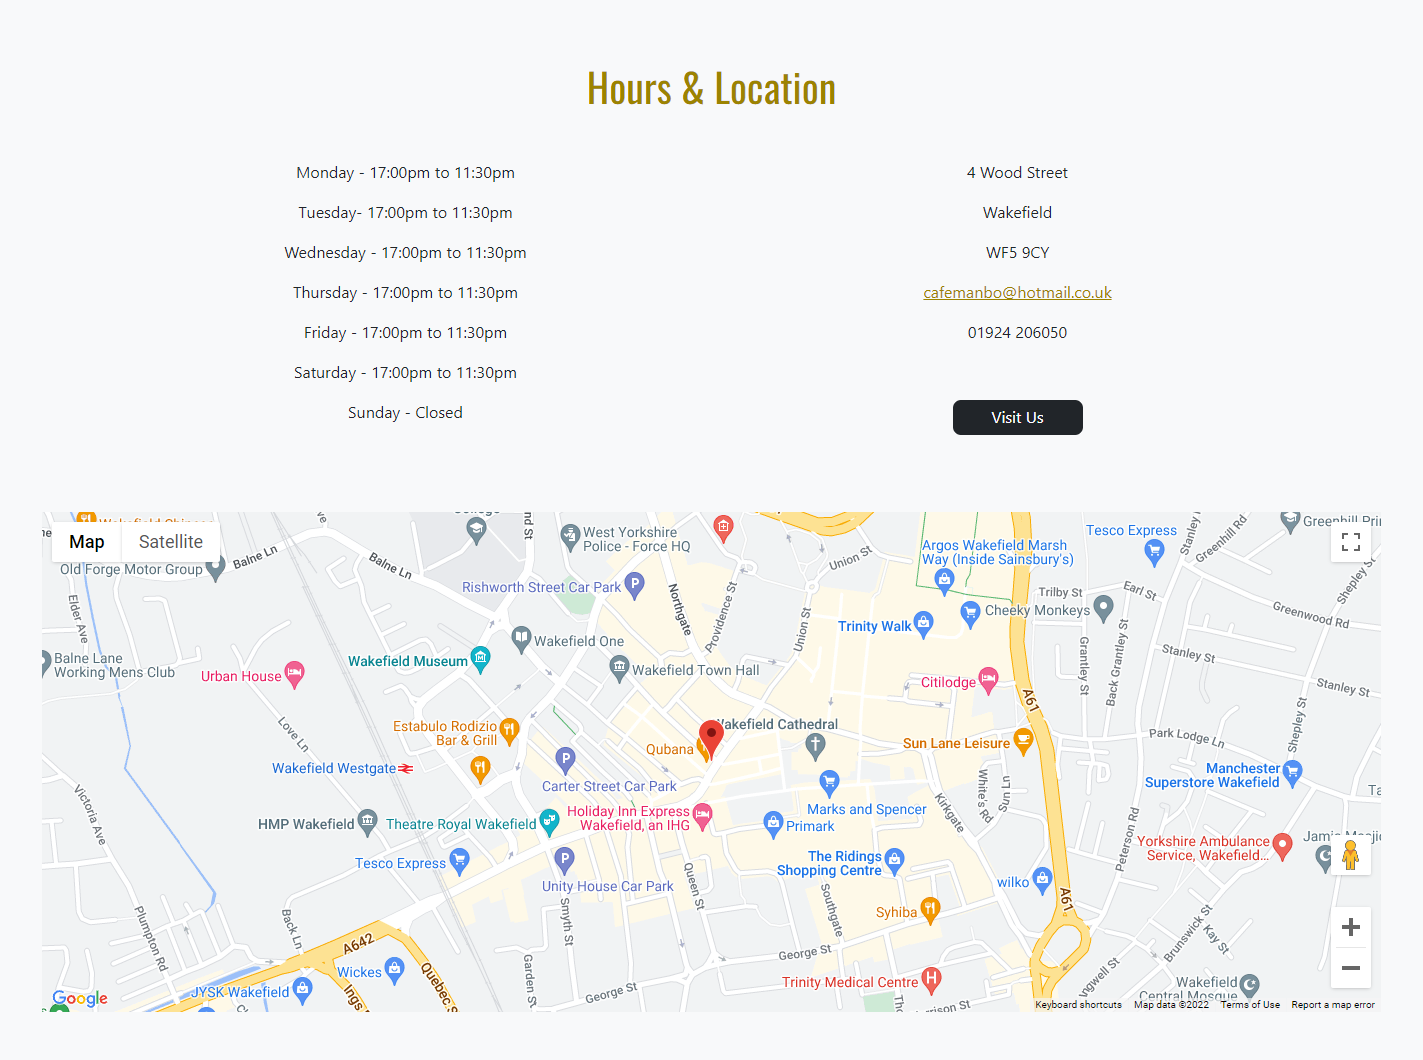 Hours & Location
Monday - 17:00pm to 11:30pm
Tuesday- 17:00pm to 11:30pm
Wednesday - 17:00pm to 11:30pm
Thursday - 17:00pm to 11:30pm
Friday - 17:00pm to 11:30pm
Saturday - 17:00pm to 11:30pm
Sunday - Closed
4 Wood Street
Wakefield
WF5 9CY
cafemanbo@hotmail.co.uk
01924 206050
Visit Us
Map
Satellite
Old Forge Motor Group
Balne Ln
Balne Ln
West Yorkshire
Police - Force HQ
Union St
Argos Wakefield Marsh
Way (Inside Sainsbury's)
Tesco Express
Stanley
Greenhill Rd
Rishworth Street Car Park
Northgate
Providence St
Union St
Trinity Walk
Cheeky Monkeys
Trilby St
Earl St
Shepley
Greenwood Rd
Elder Ave
Balne Lane
Working Mens Club
Urban House
Wakefield Museum
Wakefield One
Wakefield Town Hall
Citilodge
Grantley St
Back Grantley St
Stanley St
Stanley St
Love Ln
Estabulo Rodizio
Bar & Grill
Qubana
Wakefield Cathedral
Sun Lane Leisure
A61
Park Lodge Ln
Shepley St
Wakefield Westgate
Carter Street Car Park
Marks and Spencer
White's Rd
Sun Ln
Manchester
Superstore Wakefield
Victoria Ave
HMP Wakefield
Theatre Royal Wakefield
Holiday Inn Express
Wakefield, an IHG
Primark
Kirkgate
Peterson Rd
Yorkshire Ambulance
Service, Wakefield...
Tesco Express
Unity House Car Park
Queen St
The Ridings
Shopping Centre
wilko
A61
Plumpton Rd
Back Ln
Smyth St
Southgate
Syhiba
Brunswick St
Kay St
A642
Wickes
Quebec
Garden St
George St
George St
Trinity Medical Centre
JYSK Wakefield
Ings
Wakefield
Central Mosque
Google
Keyboard shortcuts
Map data ©2022
Terms of Use
Report a map error